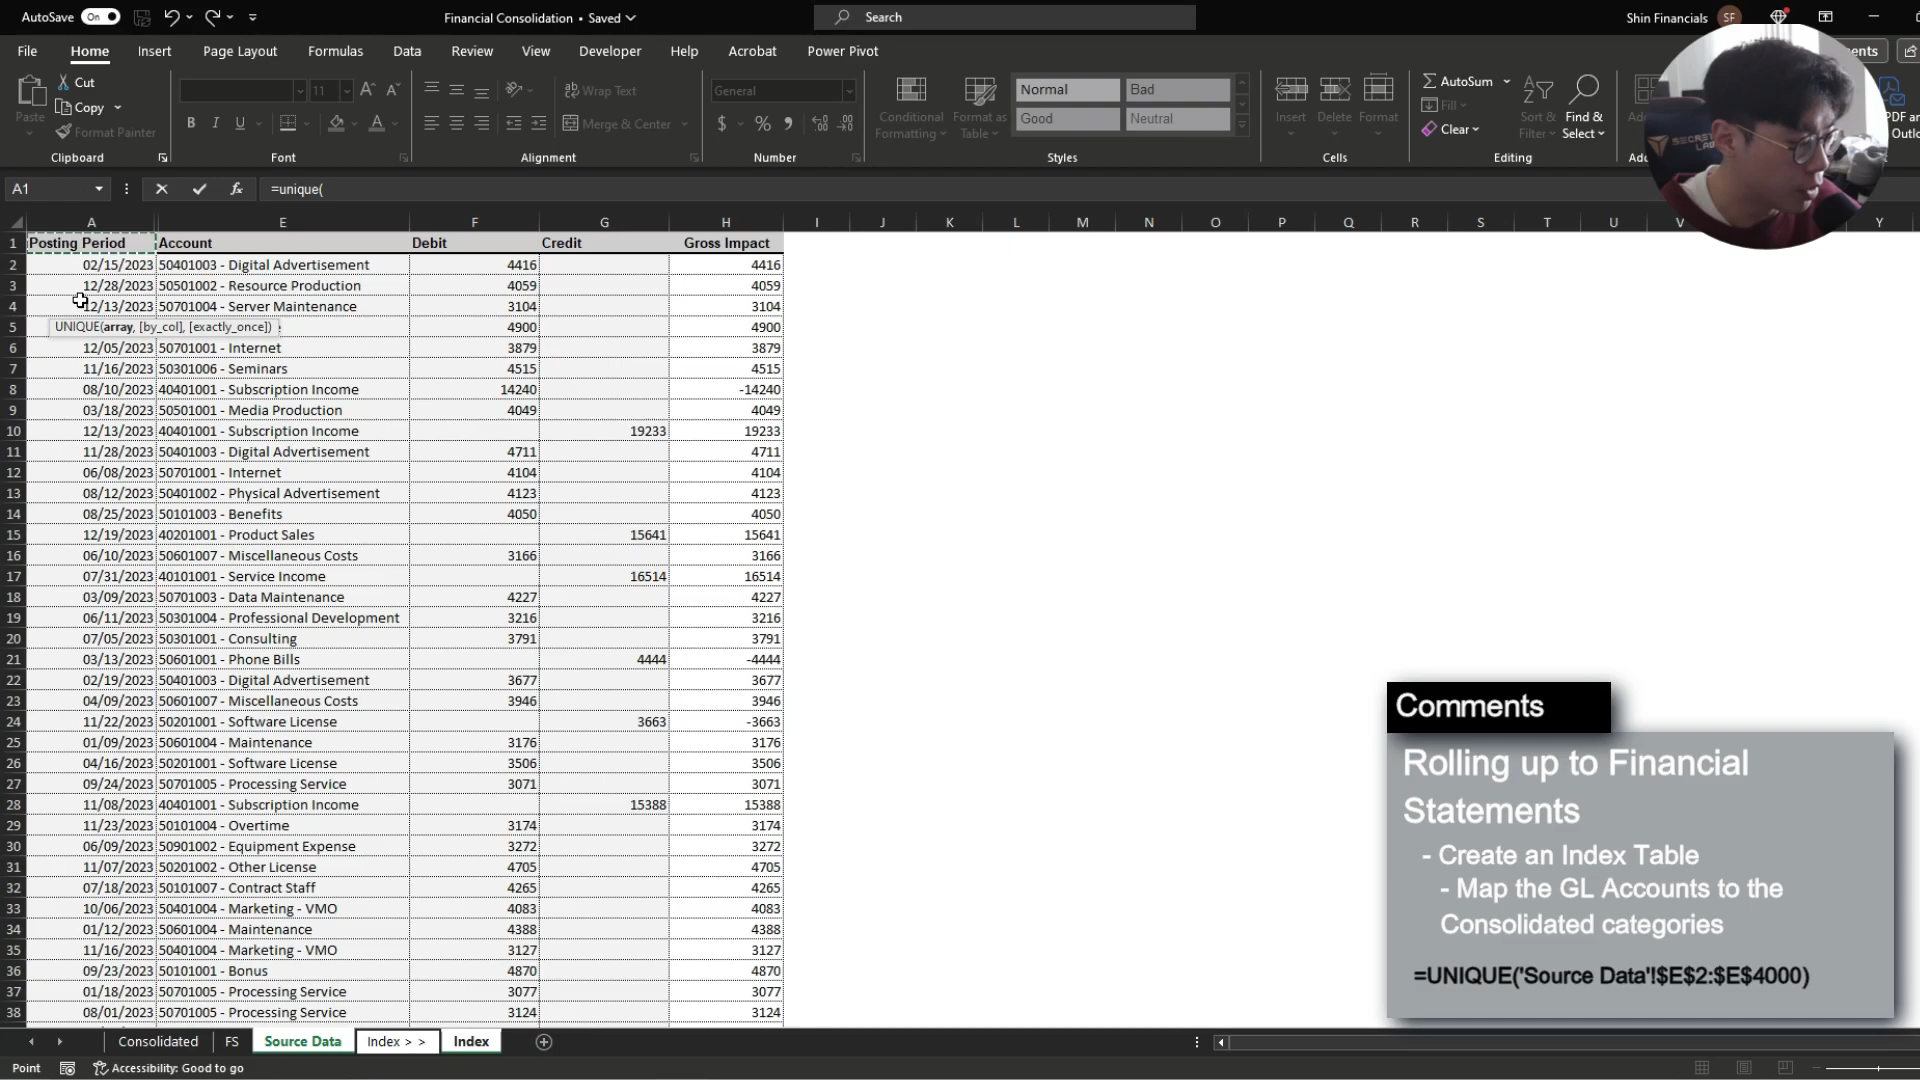 AutoSave On Financial Consolidation • Saved Search Shin Financials SF
File Home Insert Page Layout Formulas Data Review View Developer Help Acrobat Power Pivot
Paste Cut Copy Format Painter Clipboard
11 B I U Font
Wrap Text Merge & Center Alignment
General $ % Number
Conditional Formatting Format as Table Normal Bad Good Neutral Styles
Insert Delete Format Cells
AutoSum Fill Clear Sort & Filter Find & Select Editing
A1 fx =unique(
A E F G H I J K L M N O P Q R S T U V Y
1 Posting Period Account Debit Credit Gross Impact
2 02/15/2023 50401003 - Digital Advertisement 4416 4416
3 12/28/2023 50501002 - Resource Production 4059 4059
4 12/13/2023 50701004 - Server Maintenance 3104 3104
5 UNIQUE(array, [by_col], [exactly_once]) 4900 4900
6 12/05/2023 50701001 - Internet 3879 3879
7 11/16/2023 50301006 - Seminars 4515 4515
8 08/10/2023 40401001 - Subscription Income 14240 -14240
9 03/18/2023 50501001 - Media Production 4049 4049
10 12/13/2023 40401001 - Subscription Income 19233 19233
11 11/28/2023 50401003 - Digital Advertisement 4711 4711
12 06/08/2023 50701001 - Internet 4104 4104
13 08/12/2023 50401002 - Physical Advertisement 4123 4123
14 08/25/2023 50101003 - Benefits 4050 4050
15 12/19/2023 40201001 - Product Sales 15641 15641
16 06/10/2023 50601007 - Miscellaneous Costs 3166 3166
17 07/31/2023 40101001 - Service Income 16514 16514
18 03/09/2023 50701003 - Data Maintenance 4227 4227
19 06/11/2023 50301004 - Professional Development 3216 3216
20 07/05/2023 50301001 - Consulting 3791 3791
21 03/13/2023 50601001 - Phone Bills 4444 -4444
22 02/19/2023 50401003 - Digital Advertisement 3677 3677
23 04/09/2023 50601007 - Miscellaneous Costs 3946 3946
24 11/22/2023 50201001 - Software License 3663 -3663
25 01/09/2023 50601004 - Maintenance 3176 3176
26 04/16/2023 50201001 - Software License 3506 3506
27 09/24/2023 50701005 - Processing Service 3071 3071
28 11/08/2023 40401001 - Subscription Income 15388 15388
29 11/23/2023 50101004 - Overtime 3174 3174
30 06/09/2023 50901002 - Equipment Expense 3272 3272
31 11/07/2023 50201002 - Other License 4705 4705
32 07/18/2023 50101007 - Contract Staff 4265 4265
33 10/06/2023 50401004 - Marketing - VMO 4083 4083
34 01/12/2023 50601004 - Maintenance 4388 4388
35 11/16/2023 50401004 - Marketing - VMO 3127 3127
36 09/23/2023 50101001 - Bonus 4870 4870
37 01/18/2023 50701005 - Processing Service 3077 3077
38 08/01/2023 50701005 - Processing Service 3124 3124
Comments
Rolling up to Financial
Statements
- Create an Index Table
- Map the GL Accounts to the
Consolidated categories
=UNIQUE('Source Data'!$E$2:$E$4000)
Consolidated FS Source Data Index > > Index
Point Accessibility: Good to go